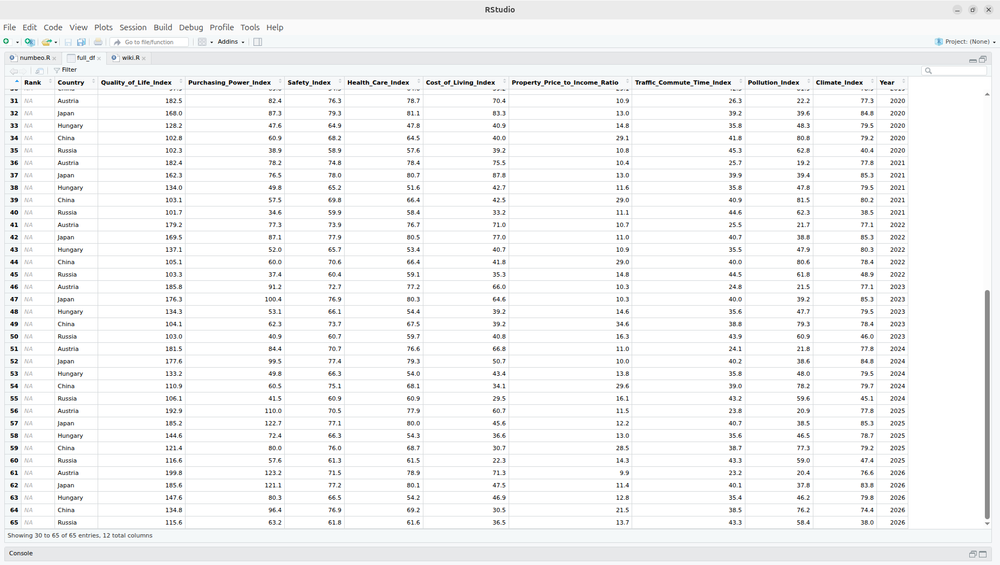 RStudio
File Edit Code View Plots Session Build Debug Profile Tools Help
Go to file/function Addins Project: (None)
numbeo.R full_df wiki.R
Filter
Rank Country Quality_of_Life_Index Purchasing_Power_Index Safety_Index Health_Care_Index Cost_of_Living_Index Property_Price_to_Income_Ratio Traffic_Commute_Time_Index Pollution_Index Climate_Index Year
31 NA Austria 182.5 82.4 76.3 78.7 70.4 10.9 26.3 22.2 77.3 2020
32 NA Japan 168.0 87.3 79.3 81.1 83.3 13.0 39.2 39.6 84.8 2020
33 NA Hungary 128.2 47.6 64.9 47.8 40.9 14.8 35.8 48.3 79.5 2020
34 NA China 102.8 60.9 68.2 64.5 40.0 29.1 41.8 80.8 79.2 2020
35 NA Russia 102.3 38.9 58.9 57.6 39.2 10.8 45.3 62.8 40.4 2020
36 NA Austria 182.4 78.2 74.8 78.4 75.5 10.4 25.7 19.2 77.8 2021
37 NA Japan 162.3 76.5 78.0 80.7 87.8 13.0 39.9 39.4 85.3 2021
38 NA Hungary 134.0 49.8 65.2 51.6 42.7 11.6 35.8 47.8 79.5 2021
39 NA China 103.1 57.5 69.8 66.4 42.5 29.0 40.9 81.5 80.2 2021
40 NA Russia 101.7 34.6 59.9 58.4 33.2 11.1 44.6 62.3 38.5 2021
41 NA Austria 179.2 77.3 73.9 76.7 71.0 10.7 25.5 21.7 77.1 2022
42 NA Japan 169.5 87.1 77.9 80.5 77.0 11.0 40.7 38.8 85.3 2022
43 NA Hungary 137.1 52.0 65.7 53.4 40.7 10.9 35.5 47.9 80.3 2022
44 NA China 105.1 60.0 70.6 66.4 41.8 29.0 40.0 80.6 78.4 2022
45 NA Russia 103.3 37.4 60.4 59.1 35.3 14.8 44.5 61.8 48.9 2022
46 NA Austria 185.8 91.2 72.7 77.2 66.0 10.3 24.8 21.5 77.1 2023
47 NA Japan 176.3 100.4 76.9 80.3 64.6 10.3 40.0 39.2 85.3 2023
48 NA Hungary 134.3 53.1 66.1 54.4 39.2 14.6 35.6 47.7 79.5 2023
49 NA China 104.1 62.3 73.7 67.5 39.2 34.6 38.8 79.3 78.4 2023
50 NA Russia 103.0 40.9 60.7 59.7 40.8 16.3 43.9 60.9 46.0 2023
51 NA Austria 181.5 84.4 70.7 76.6 66.8 11.0 24.1 21.8 77.8 2024
52 NA Japan 177.6 99.5 77.4 79.3 50.7 10.0 40.2 38.6 84.8 2024
53 NA Hungary 133.2 49.8 66.3 54.0 43.4 13.8 35.8 48.0 79.5 2024
54 NA China 110.9 60.5 75.1 68.1 34.1 29.6 39.0 78.2 79.7 2024
55 NA Russia 106.1 41.5 60.9 60.9 29.5 16.1 43.2 59.6 45.1 2024
56 NA Austria 192.9 110.0 70.5 77.9 60.7 11.5 23.8 20.9 77.8 2025
57 NA Japan 185.2 122.7 77.1 80.0 45.6 12.2 40.7 38.5 85.3 2025
58 NA Hungary 144.6 72.4 66.3 54.3 36.6 13.0 35.6 46.5 78.7 2025
59 NA China 121.4 80.0 76.0 68.7 30.7 28.5 38.7 77.3 79.2 2025
60 NA Russia 116.6 57.6 61.3 61.5 22.3 14.3 43.3 59.0 47.4 2025
61 NA Austria 199.8 123.2 71.5 78.9 71.3 9.9 23.2 20.4 76.6 2026
62 NA Japan 185.6 121.1 77.2 80.1 47.5 11.4 40.1 37.8 83.8 2026
63 NA Hungary 147.6 80.3 66.5 54.2 46.9 12.8 35.4 46.2 79.8 2026
64 NA China 134.8 96.4 76.9 69.2 30.5 21.5 38.5 76.2 74.4 2026
65 NA Russia 115.6 63.2 61.8 61.6 36.5 13.7 43.3 58.4 38.0 2026
Showing 30 to 65 of 65 entries, 12 total columns
Console